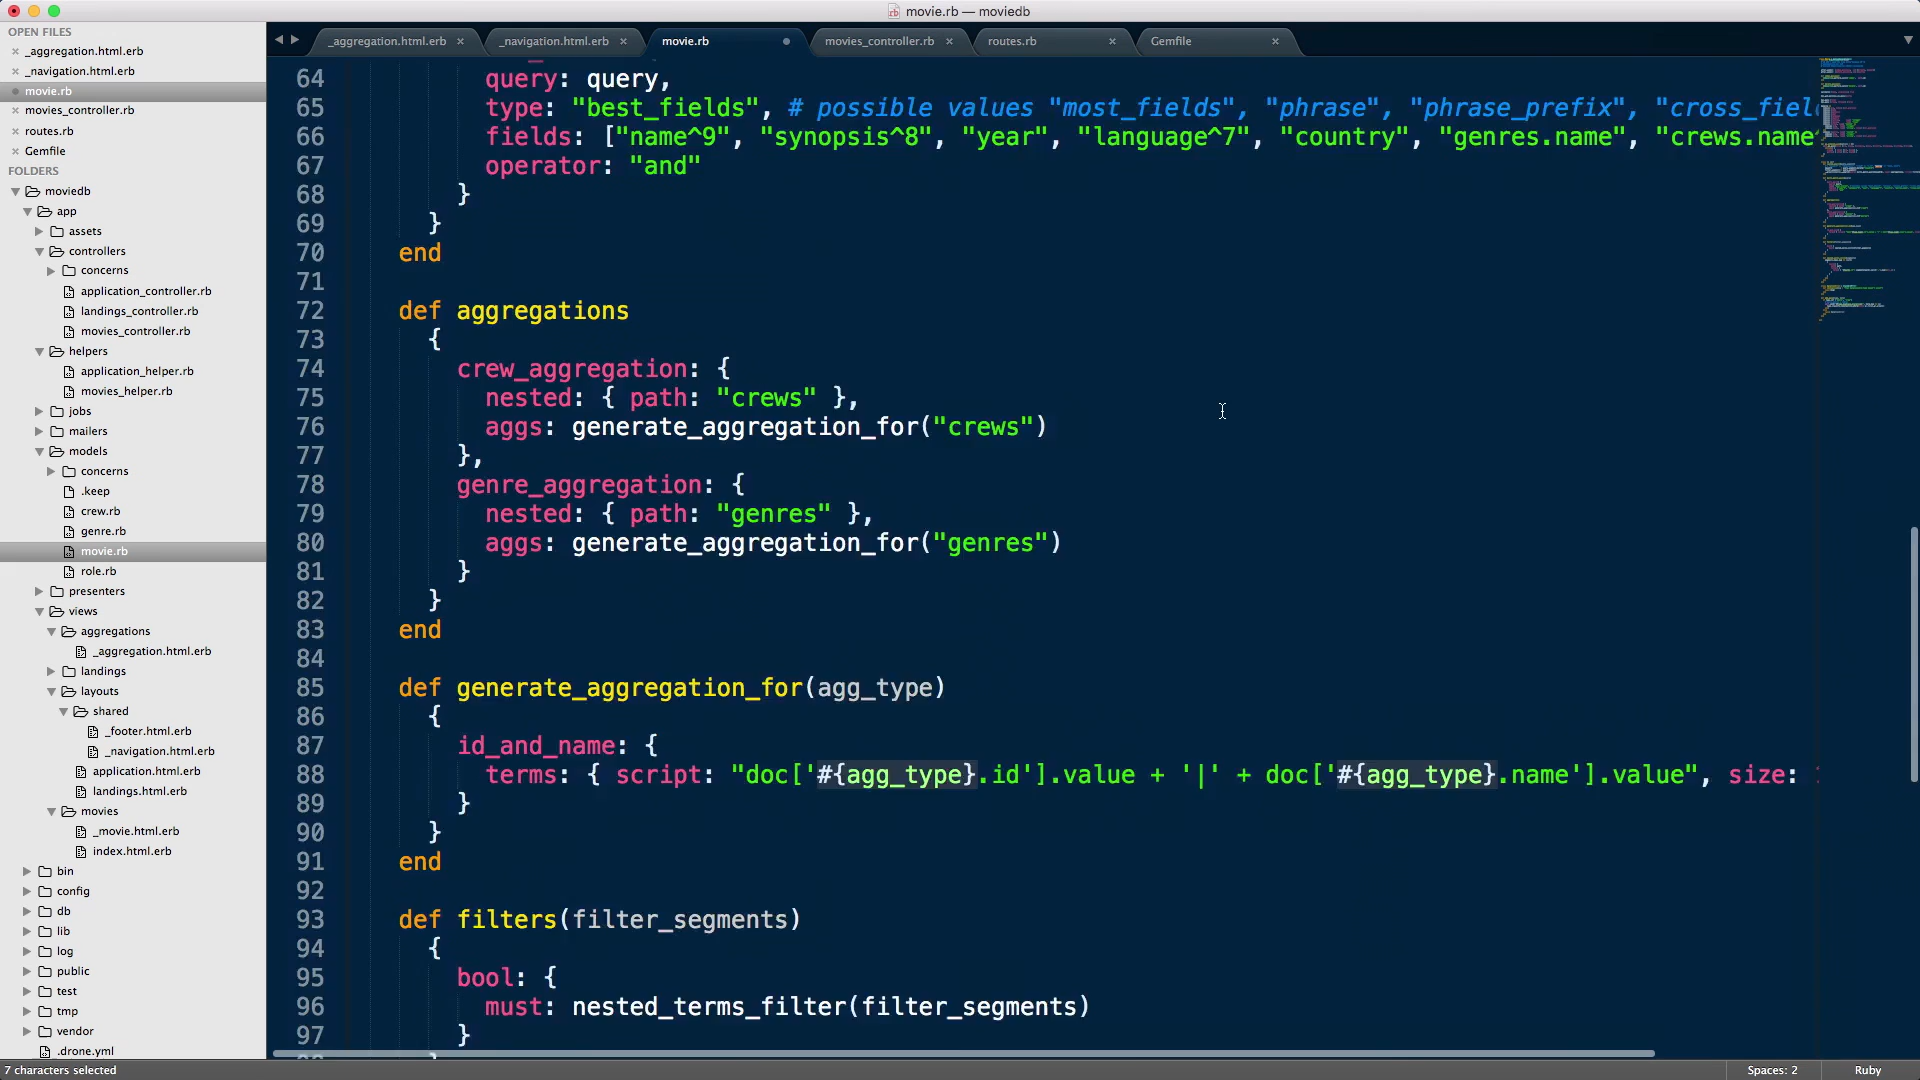 movie.rb — moviedb
OPEN FILES
_aggregation.html.erb
_navigation.html.erb
movie.rb
movies_controller.rb
routes.rb
Gemfile
FOLDERS
moviedb
app
assets
controllers
concerns
application_controller.rb
landings_controller.rb
movies_controller.rb
helpers
application_helper.rb
movies_helper.rb
jobs
mailers
models
concerns
.keep
crew.rb
genre.rb
movie.rb
role.rb
presenters
views
aggregations
_aggregation.html.erb
landings
layouts
shared
_footer.html.erb
_navigation.html.erb
application.html.erb
landings.html.erb
movies
_movie.html.erb
index.html.erb
bin
config
db
lib
log
public
test
tmp
vendor
.drone.yml
_aggregation.html.erb _navigation.html.erb movie.rb movies_controller.rb routes.rb Gemfile
64 query: query,
65 type: "best_fields", # possible values "most_fields", "phrase", "phrase_prefix", "cross_fiel
66 fields: ["name^9", "synopsis^8", "year", "language^7", "country", "genres.name", "crews.name
67 operator: "and"
68 }
69 }
70 end
71
72 def aggregations
73 {
74 crew_aggregation: {
75 nested: { path: "crews" },
76 aggs: generate_aggregation_for("crews")
77 },
78 genre_aggregation: {
79 nested: { path: "genres" },
80 aggs: generate_aggregation_for("genres")
81 }
82 }
83 end
84
85 def generate_aggregation_for(agg_type)
86 {
87 id_and_name: {
88 terms: { script: "doc['#{agg_type}.id'].value + '|' + doc['#{agg_type}.name'].value", size:
89 }
90 }
91 end
92
93 def filters(filter_segments)
94 {
95 bool: {
96 must: nested_terms_filter(filter_segments)
97 }
7 characters selected
Spaces: 2 Ruby